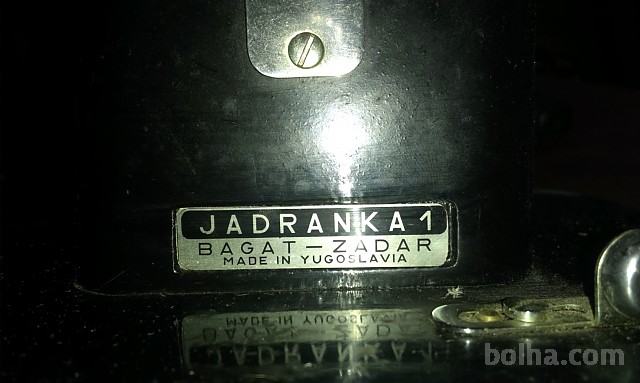 JADRANKA 1
BAGAT – ZADAR
MADE IN YUGOSLAVIA
bolha.com